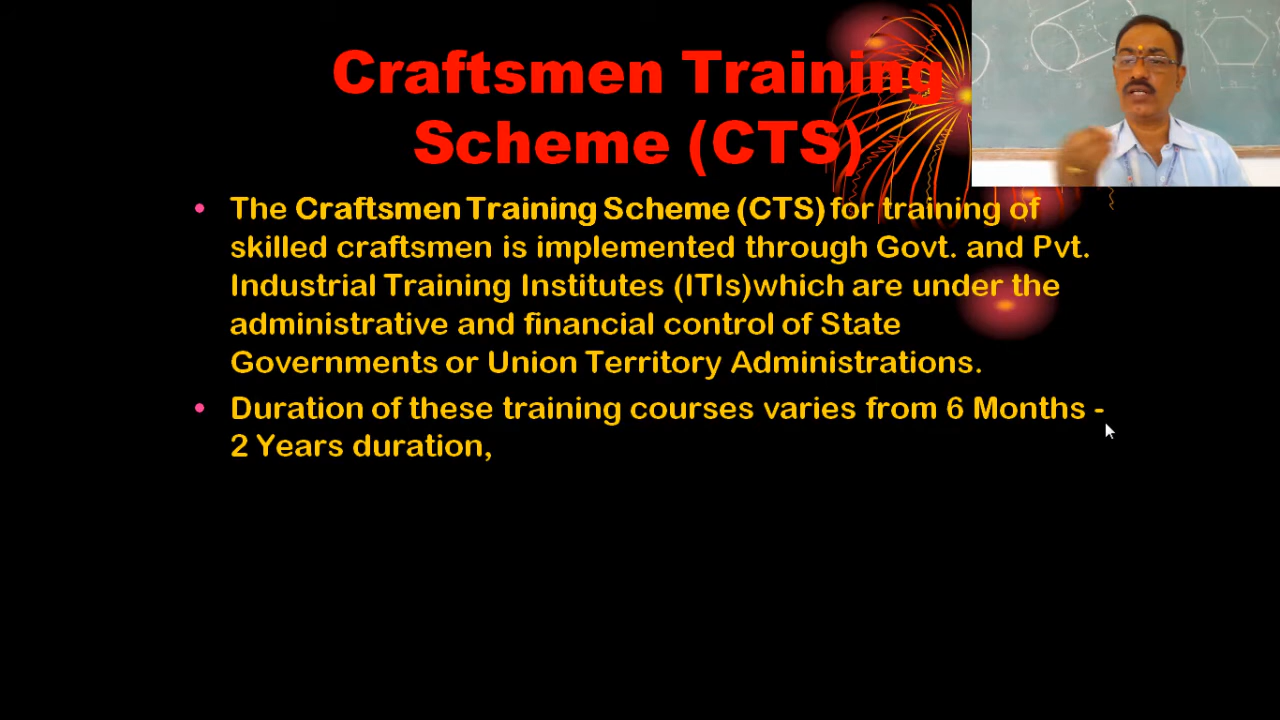 Craftsmen Training
Scheme (CTS)
• The Craftsmen Training Scheme (CTS) for training of
skilled craftsmen is implemented through Govt. and Pvt.
Industrial Training Institutes (ITIs)which are under the
administrative and financial control of State
Governments or Union Territory Administrations.
• Duration of these training courses varies from 6 Months -
2 Years duration,